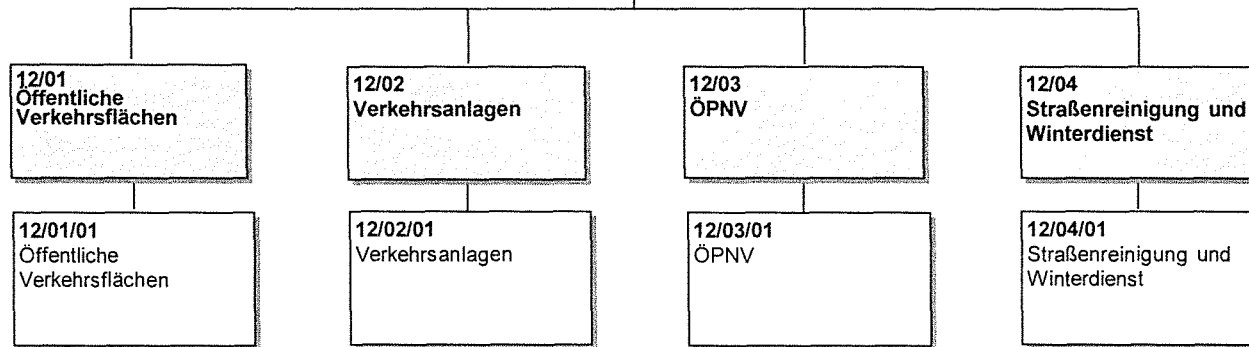 12/01
Öffentliche
Verkehrsflächen
12/02
Verkehrsanlagen
12/03
ÖPNV
12/04
Straßenreinigung und
Winterdienst
12/01/01
Öffentliche
Verkehrsflächen
12/02/01
Verkehrsanlagen
12/03/01
ÖPNV
12/04/01
Straßenreinigung und
Winterdienst